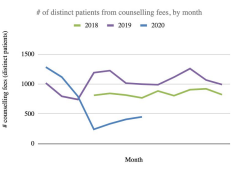 # of distinct patients from counselling fees, by month
2018
2019
2020
# counselling fees (distinct patients)
1500
1000
500
0
Month